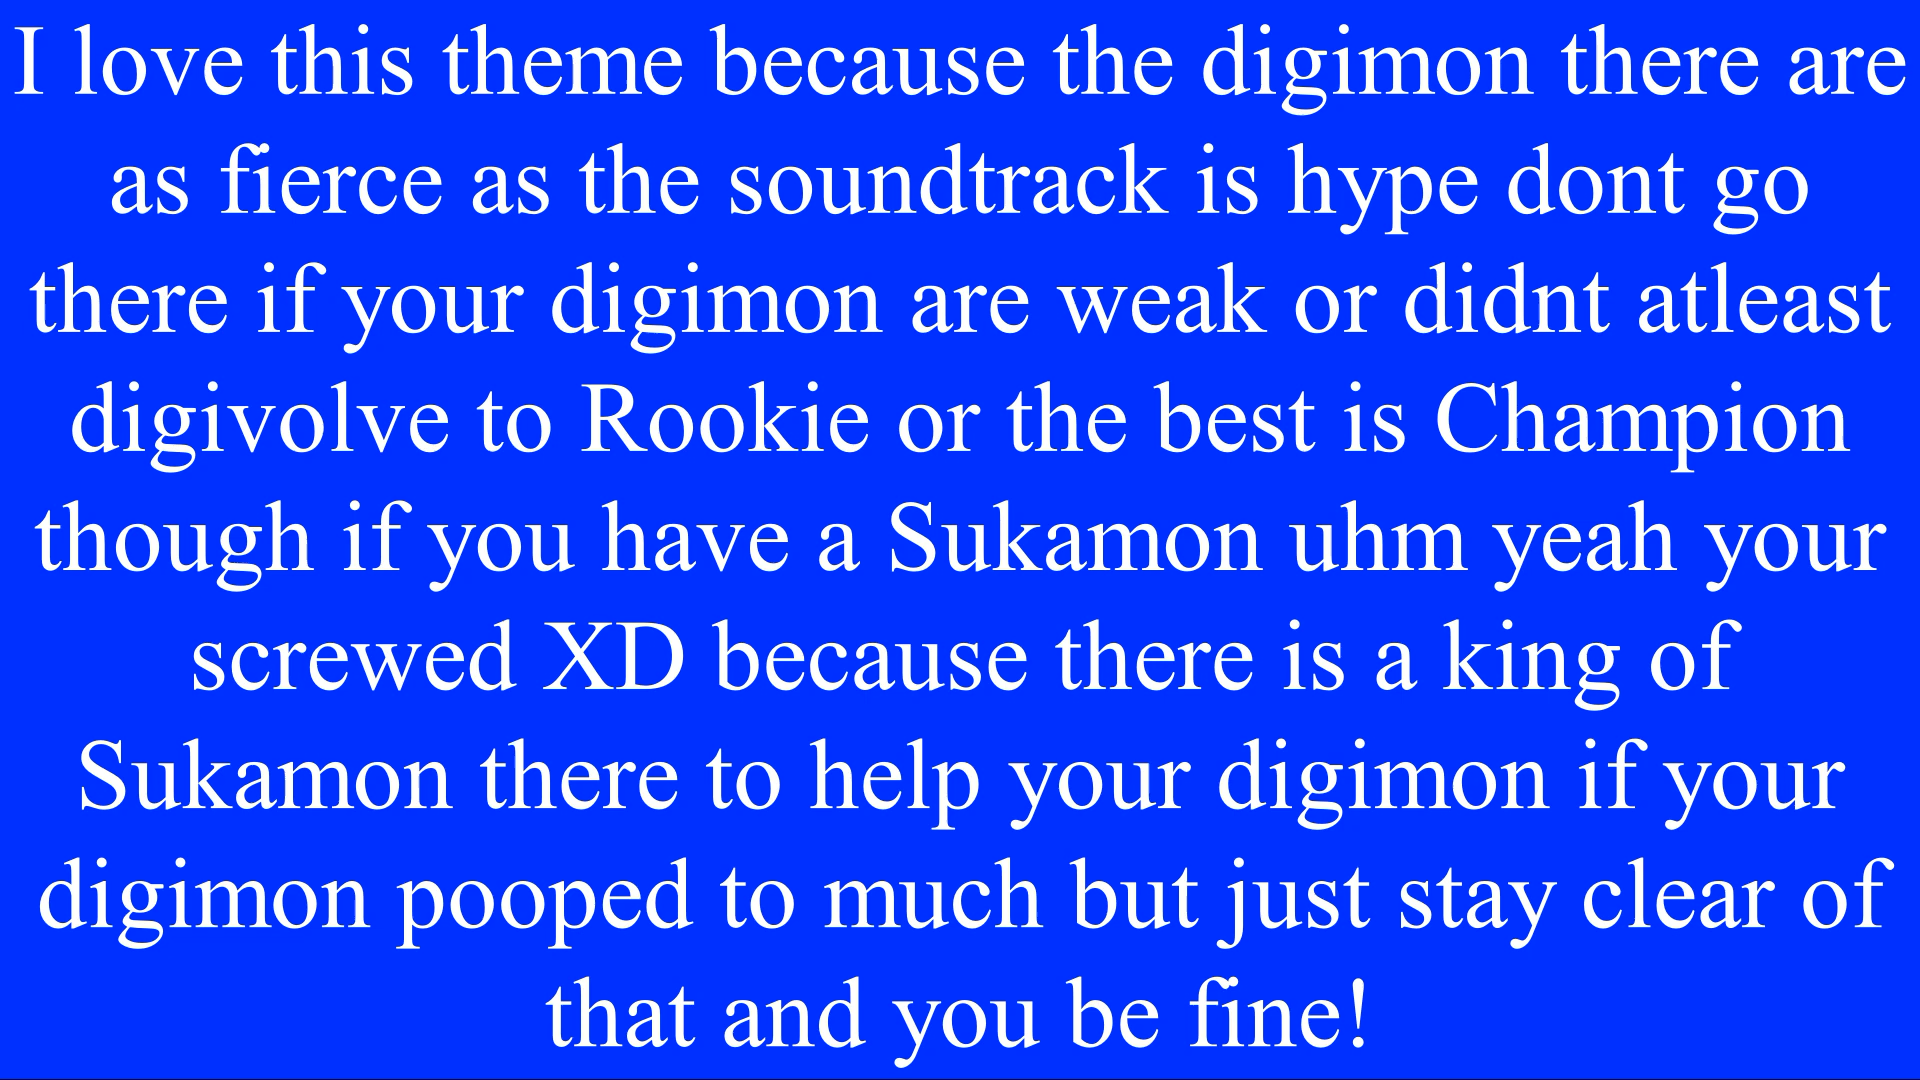 I love this theme because the digimon there are
as fierce as the soundtrack is hype dont go
there if your digimon are weak or didnt atleast
digivolve to Rookie or the best is Champion
though if you have a Sukamon uhm yeah your
screwed XD because there is a king of
Sukamon there to help your digimon if your
digimon pooped to much but just stay clear of
that and you be fine!